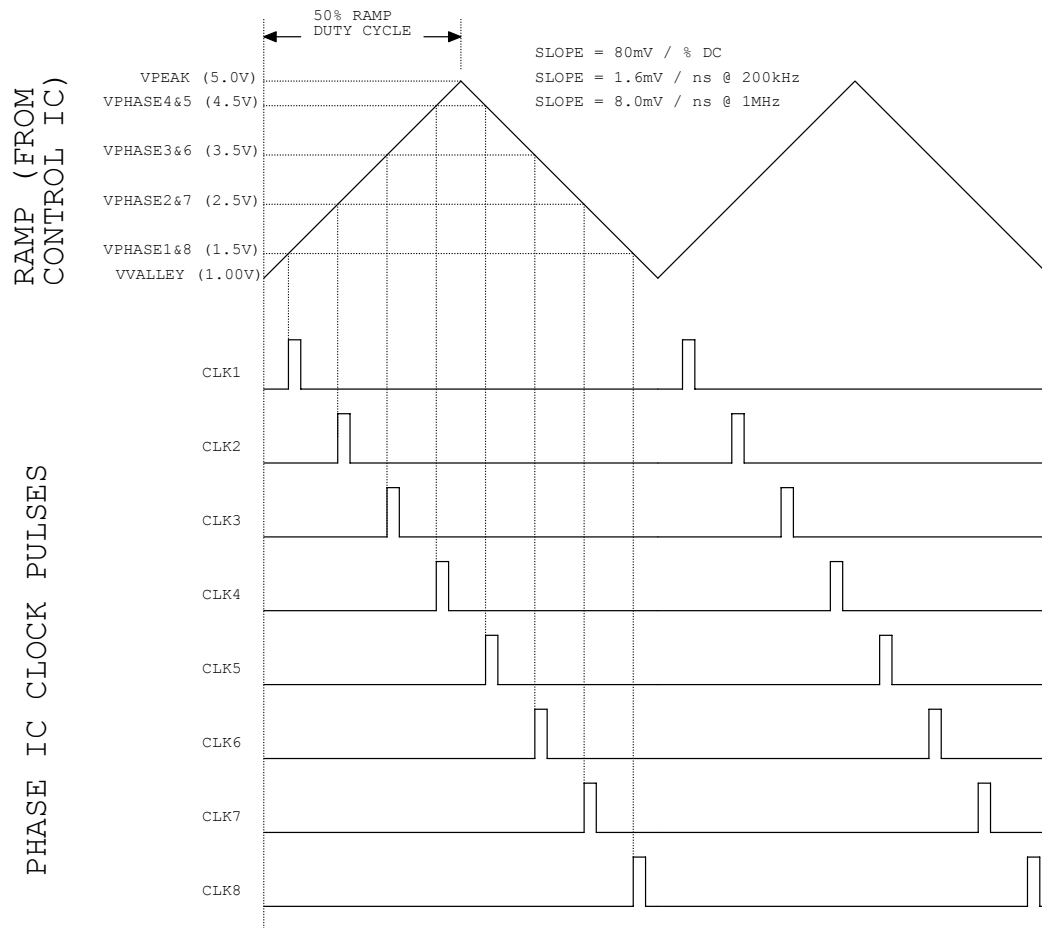 50% RAMP
DUTY CYCLE
SLOPE = 80mV / % DC
SLOPE = 1.6mV / ns @ 200kHz
SLOPE = 8.0mV / ns @ 1MHz
RAMP (FROM
CONTROL IC)
VPEAK (5.0V)
VPHASE4&5 (4.5V)
VPHASE3&6 (3.5V)
VPHASE2&7 (2.5V)
VPHASE1&8 (1.5V)
VVALLEY (1.00V)
PHASE IC CLOCK PULSES
CLK1
CLK2
CLK3
CLK4
CLK5
CLK6
CLK7
CLK8